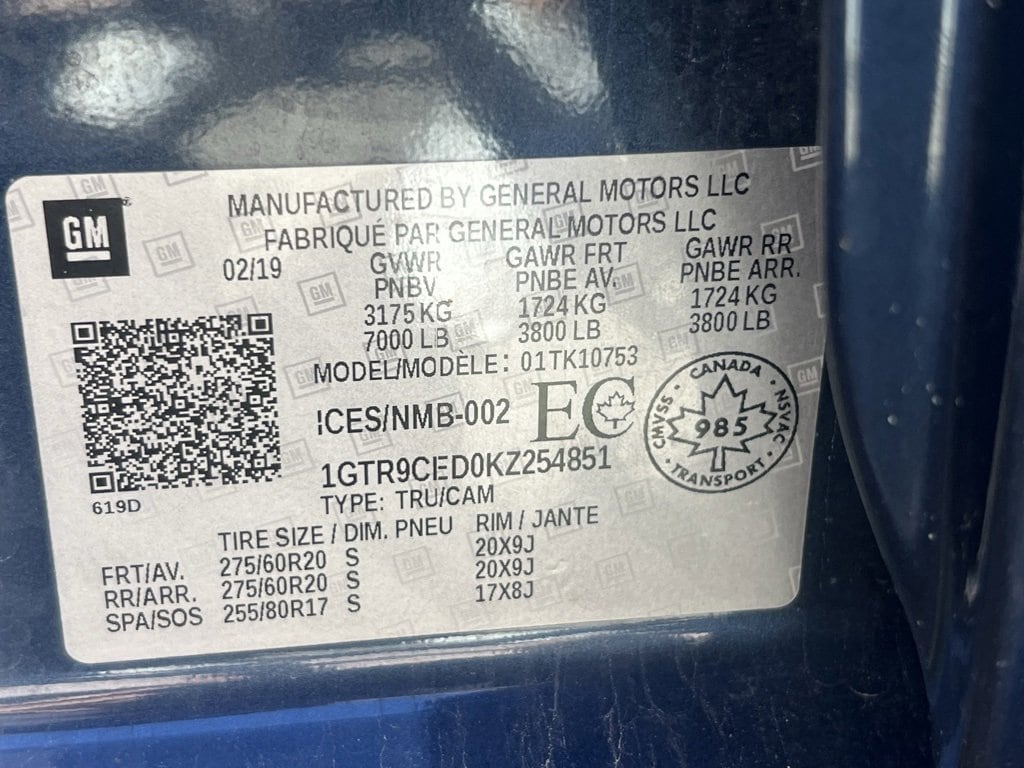 GM
MANUFACTURED BY GENERAL MOTORS LLC
FABRIQUÉ PAR GENERAL MOTORS LLC
02/19 GVWR GAWR FRT GAWR RR
PNBV PNBE AV. PNBE ARR.
3175 KG 1724 KG 1724 KG
7000 LB 3800 LB 3800 LB
MODEL/MODÈLE: 01TK10753
ICES/NMB-002 EC
CANADA
CMVSS 985 NSVAC
TRANSPORT
1GTR9CED0KZ254851
TYPE: TRU/CAM
619D
TIRE SIZE / DIM. PNEU RIM / JANTE
FRT/AV. 275/60R20 S 20X9J
RR/ARR. 275/60R20 S 20X9J
SPA/SOS 255/80R17 S 17X8J